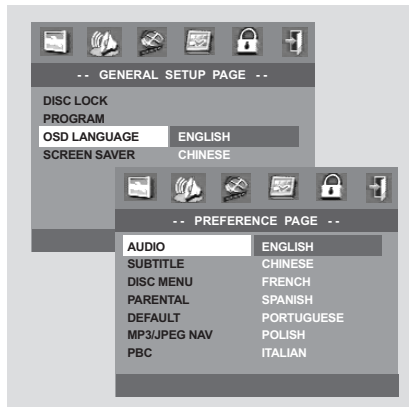 -- GENERAL SETUP PAGE --
DISC LOCK
PROGRAM
OSD LANGUAGE ENGLISH
SCREEN SAVER CHINESE
-- PREFERENCE PAGE --
AUDIO ENGLISH
SUBTITLE CHINESE
DISC MENU FRENCH
PARENTAL SPANISH
DEFAULT PORTUGUESE
MP3/JPEG NAV POLISH
PBC ITALIAN